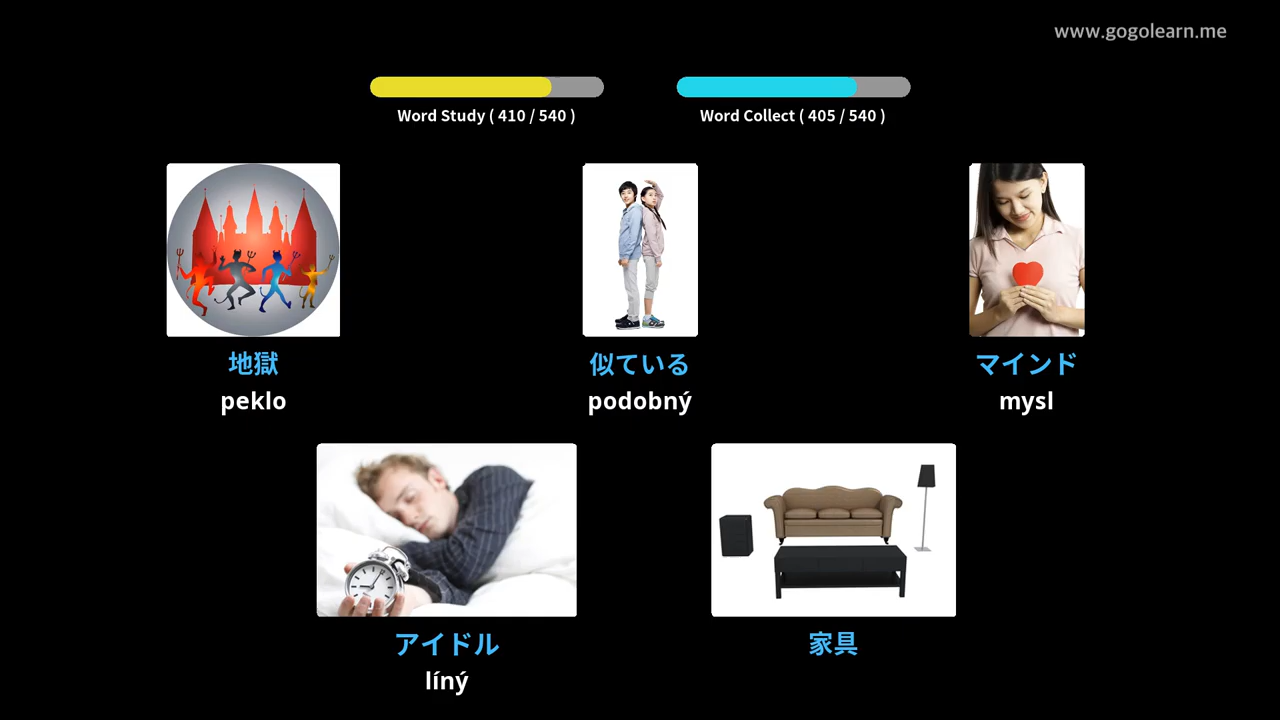 www.gogolearn.me
Word Study ( 410 / 540 )
Word Collect ( 405 / 540 )
地獄
peklo
似ている
podobný
マインド
mysl
アイドル
líný
家具